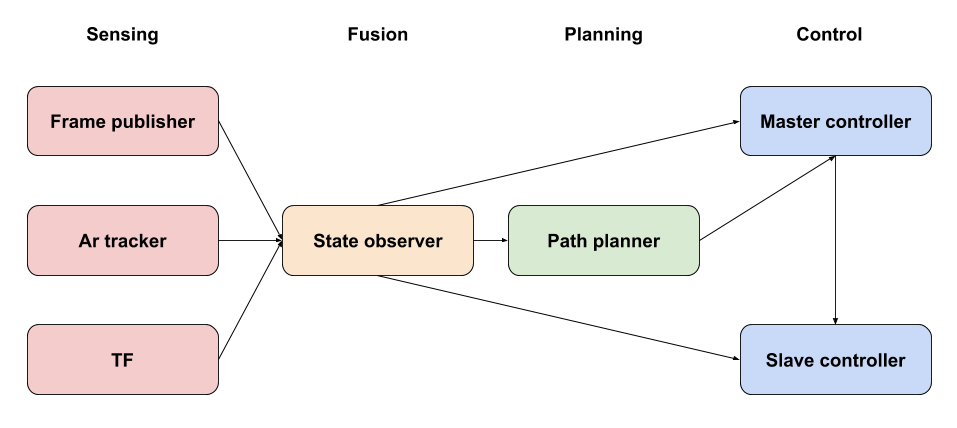 Sensing
Fusion
Planning
Control
Frame publisher
Master controller
Ar tracker
State observer
Path planner
TF
Slave controller